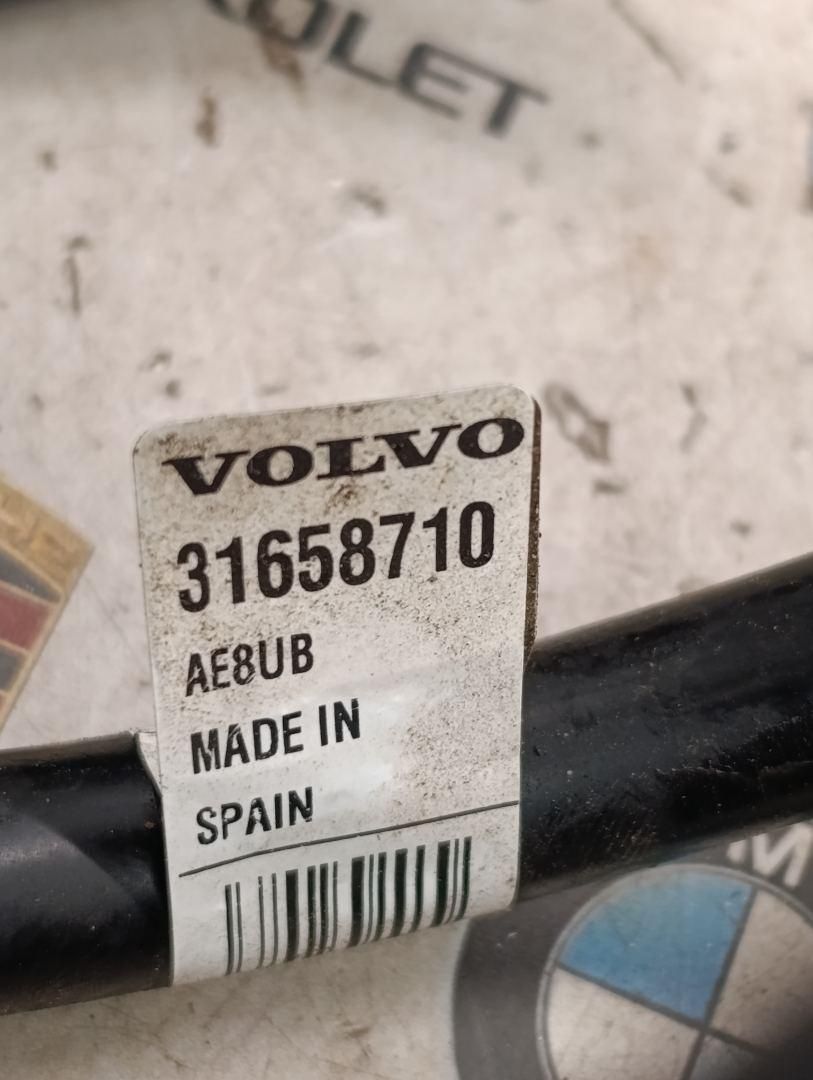 OLET
VOLVO
31658710
AE8UB
MADE IN
SPAIN
M